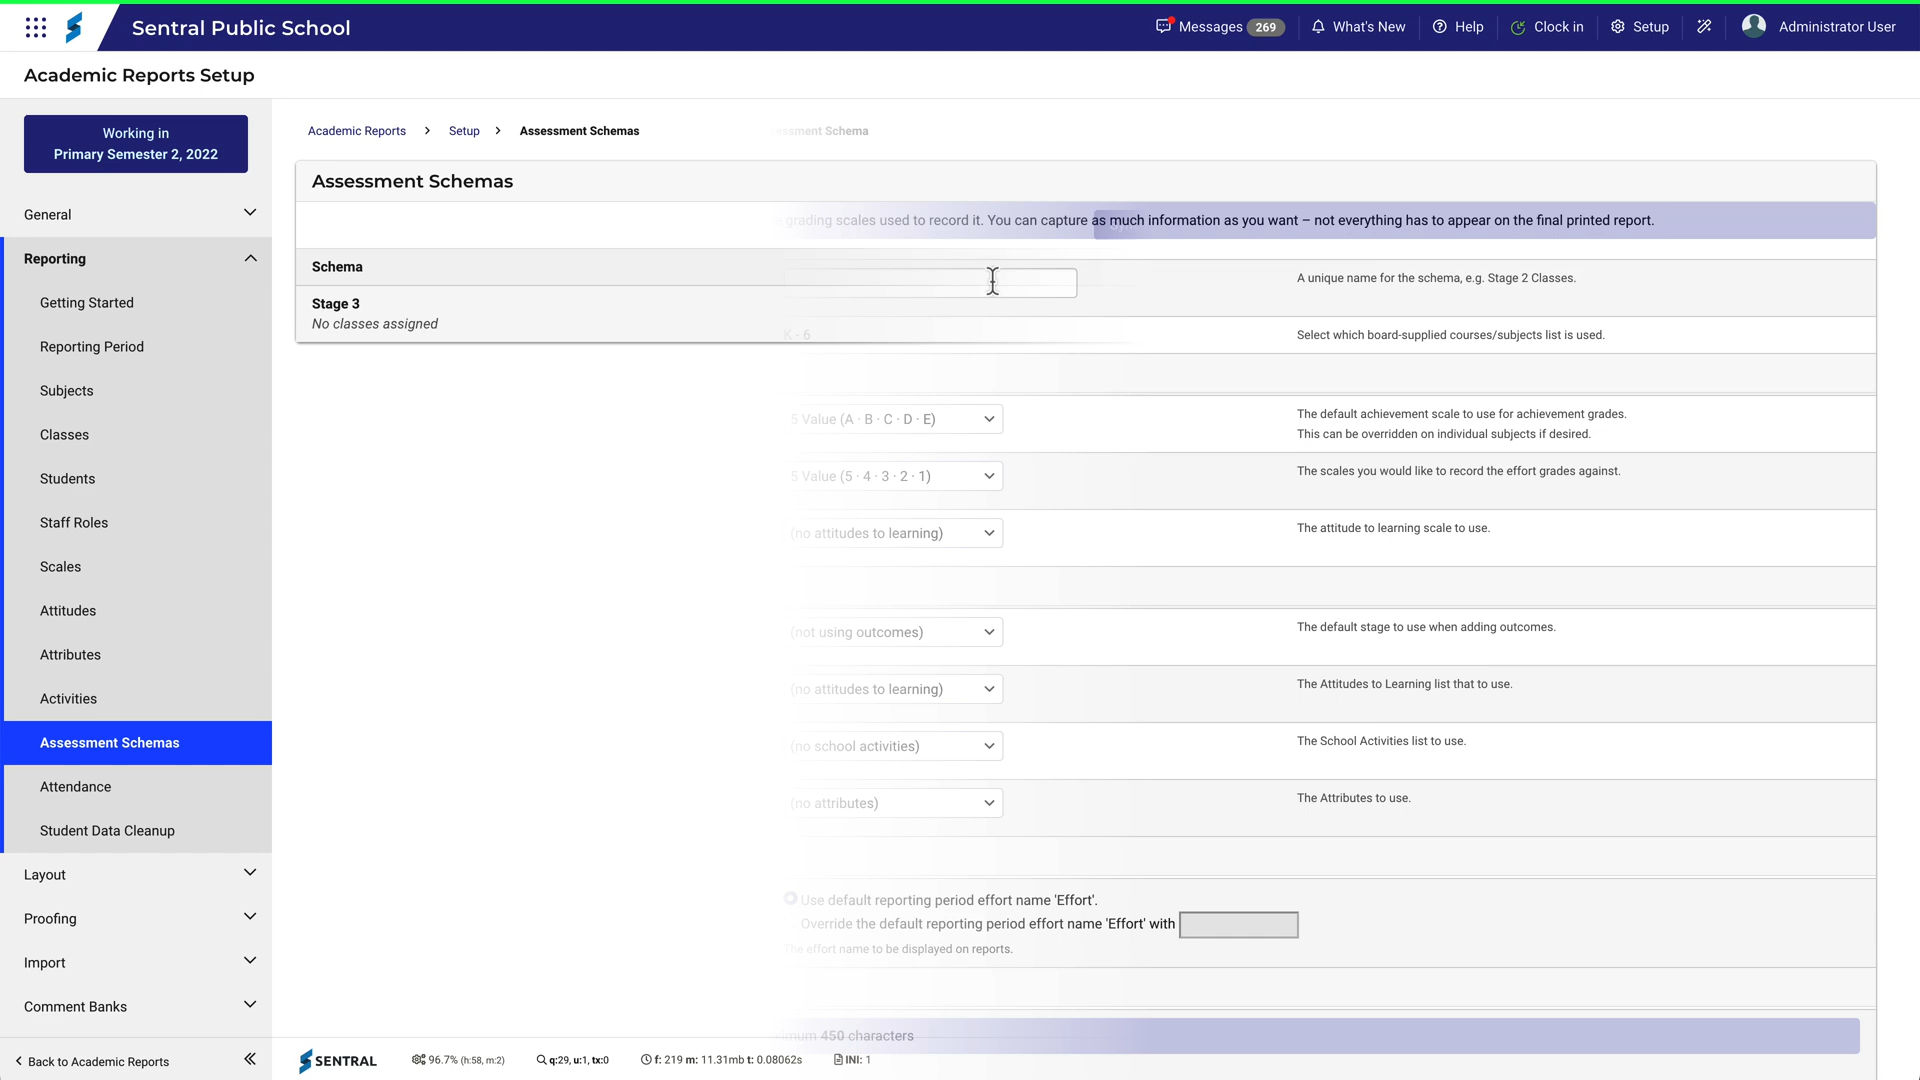 Sentral Public School
Messages 269
What's New
Help
Clock in
Setup
Administrator User
Academic Reports Setup
Working in
Primary Semester 2, 2022
General
Reporting
Getting Started
Reporting Period
Subjects
Classes
Students
Staff Roles
Scales
Attitudes
Attributes
Activities
Assessment Schemas
Attendance
Student Data Cleanup
Layout
Proofing
Import
Comment Banks
Back to Academic Reports
Academic Reports > Setup > Assessment Schemas
Schema
Assessment Schemas
grading scales used to record it. You can capture as much information as you want – not everything has to appear on the final printed report.
Schema
Stage 3
No classes assigned
A unique name for the schema, e.g. Stage 2 Classes.
K - 6
Select which board-supplied courses/subjects list is used.
5 Value (A · B · C · D · E)
The default achievement scale to use for achievement grades.
This can be overridden on individual subjects if desired.
5 Value (5 · 4 · 3 · 2 · 1)
The scales you would like to record the effort grades against.
(no attitudes to learning)
The attitude to learning scale to use.
(not using outcomes)
The default stage to use when adding outcomes.
(no attitudes to learning)
The Attitudes to Learning list that to use.
(no school activities)
The School Activities list to use.
(no attributes)
The Attributes to use.
Use default reporting period effort name 'Effort'.
Override the default reporting period effort name 'Effort' with
The effort name to be displayed on reports.
450 characters
SENTRAL
96.7% (h:58, m:2)
q:29, u:1, tx:0
f: 219 m: 11.31mb t: 0.08062s
INI: 1